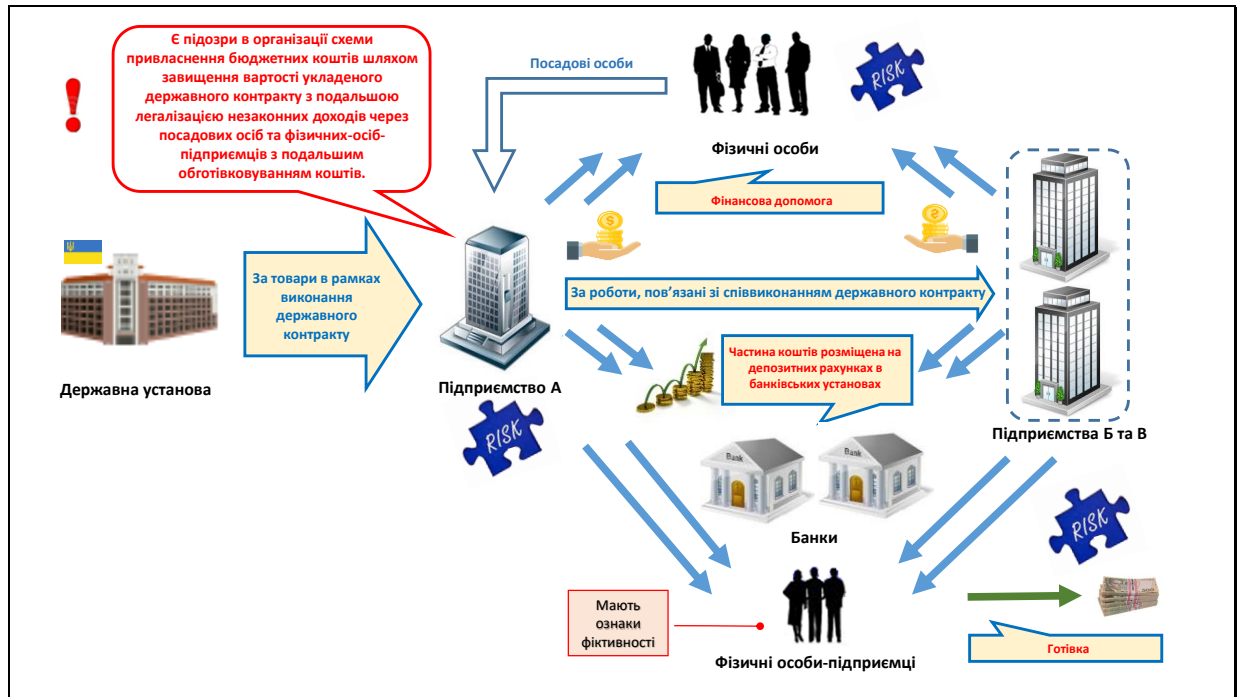 Є підозри в організації схеми
привласнення бюджетних коштів шляхом
завищення вартості укладеного
державного контракту з подальшою
легалізацією незаконних доходів через
посадових осіб та фізичних-осіб-
підприємців з подальшим
обготівковуванням коштів.
Посадові особи
RISK
Фізичні особи
Фінансова допомога
За товари в рамках
виконання
державного
контракту
За роботи, пов’язані зі співвиконанням державного контракту
Державна установа
Підприємство А
RISK
Частина коштів розміщена на
депозитних рахунках в
банківських установах
Підприємства Б та В
Bank
Bank
Банки
RISK
Мають
ознаки
фіктивності
Фізичні особи-підприємці
Готівка